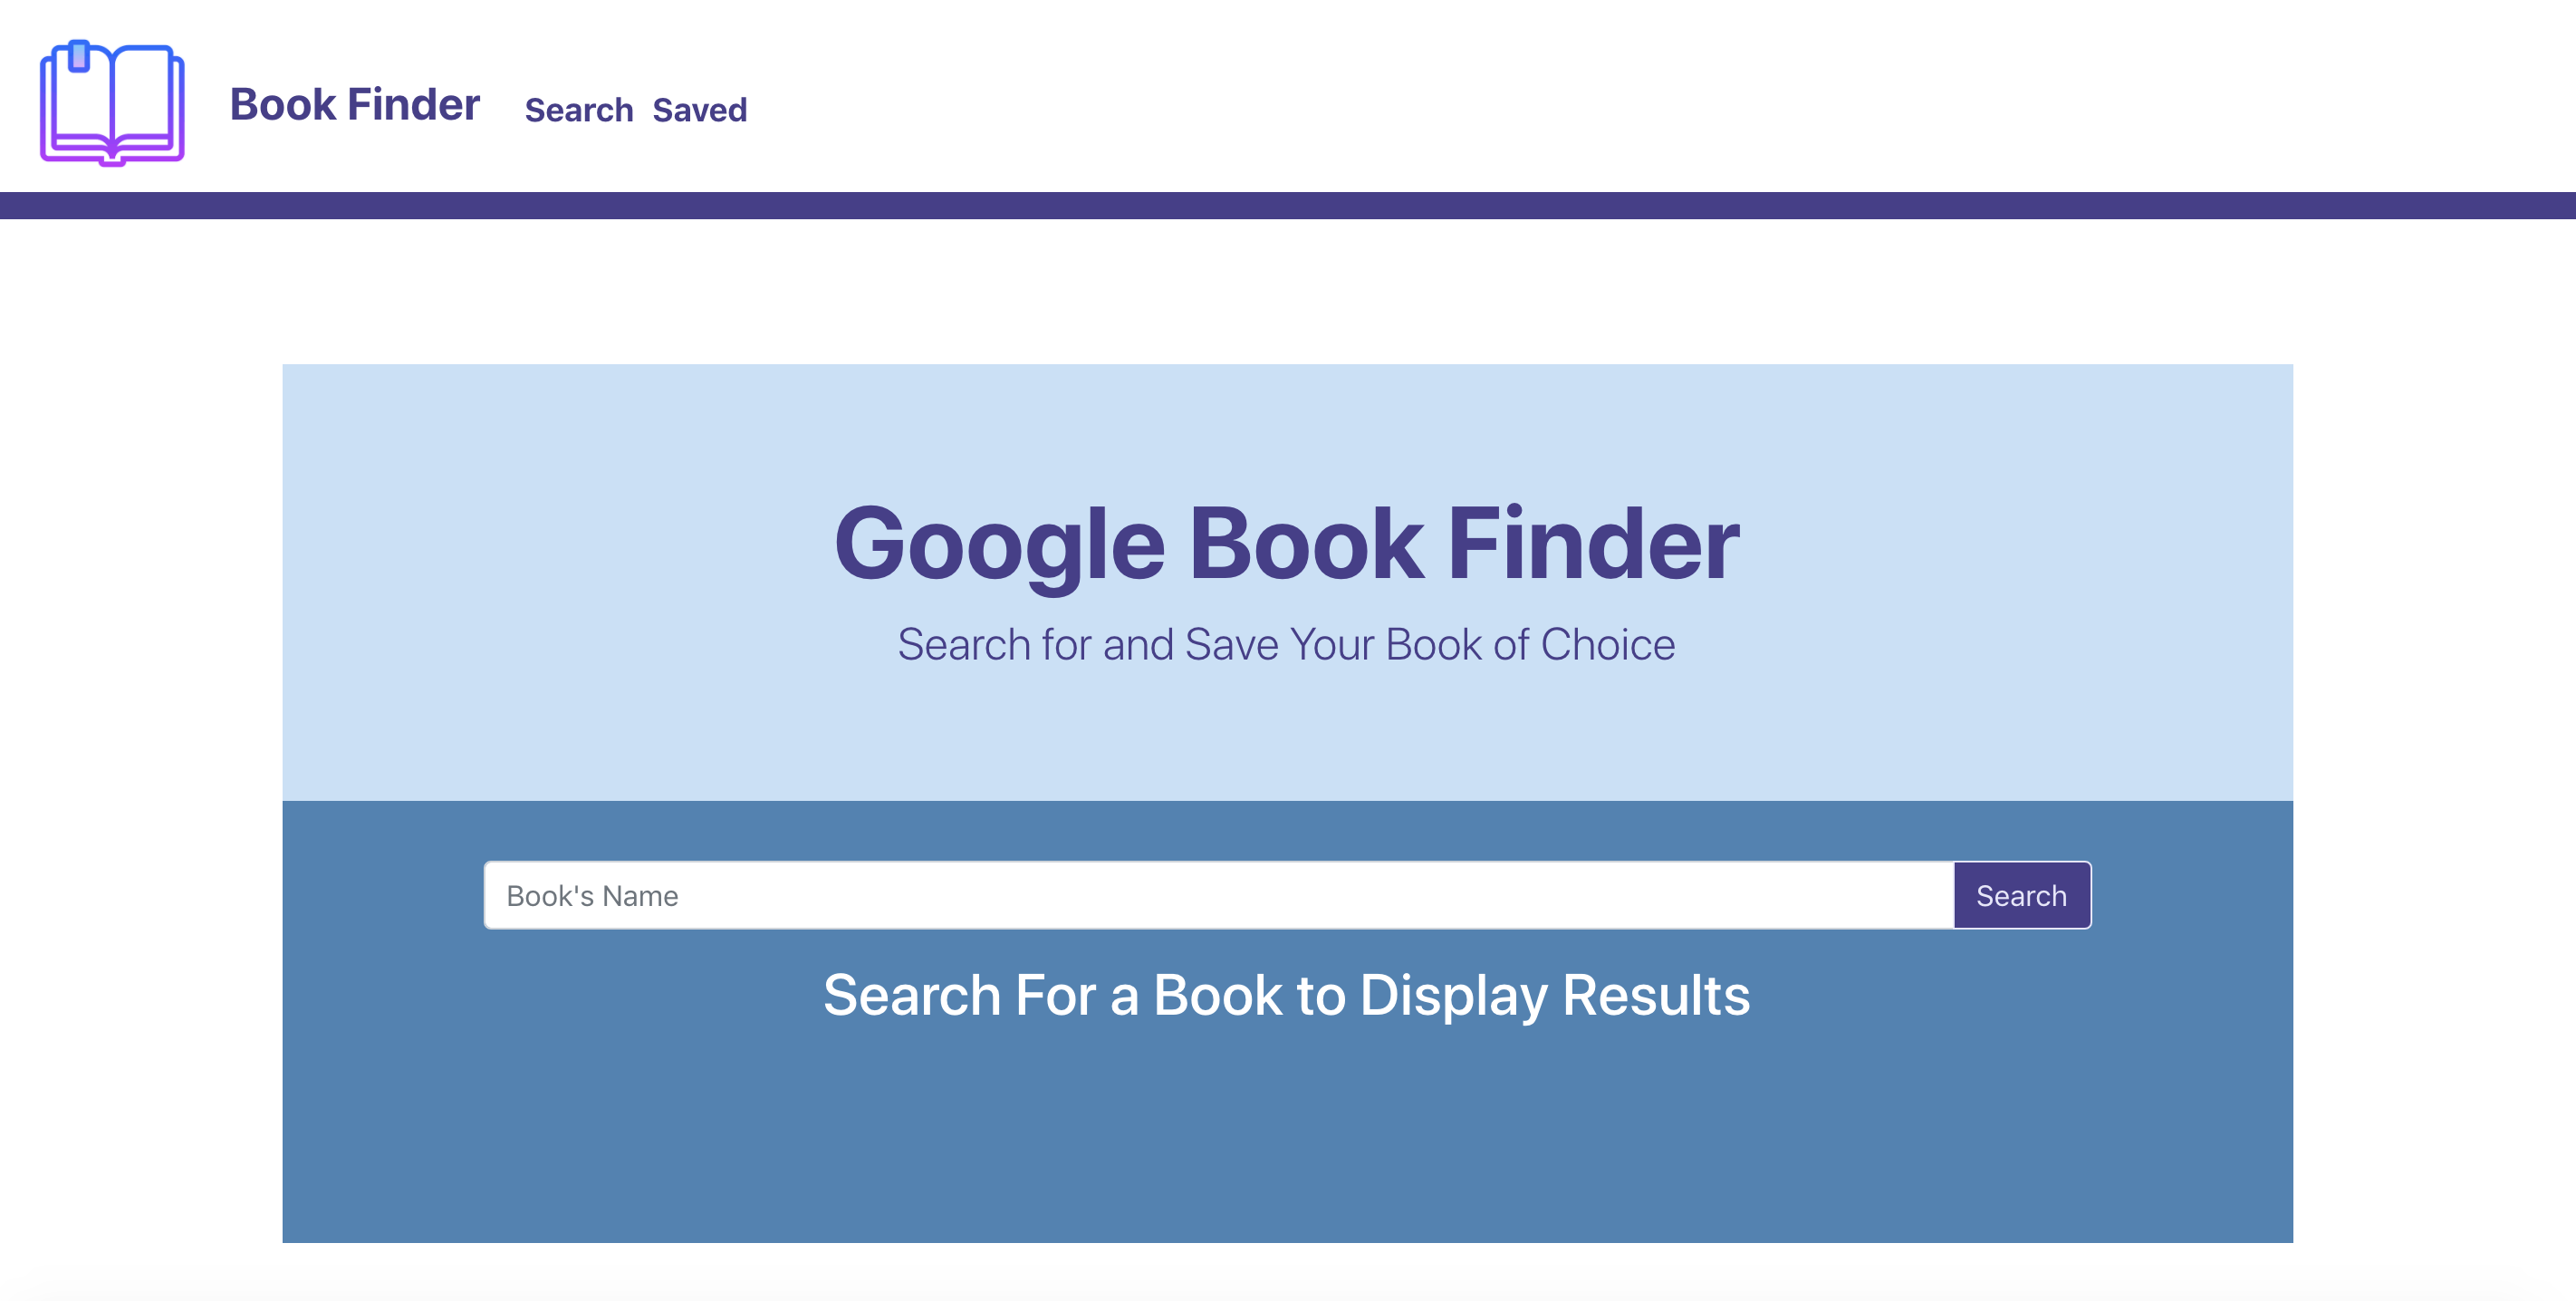 Book Finder Search Saved
Google Book Finder
Search for and Save Your Book of Choice
Book's Name Search
Search For a Book to Display Results